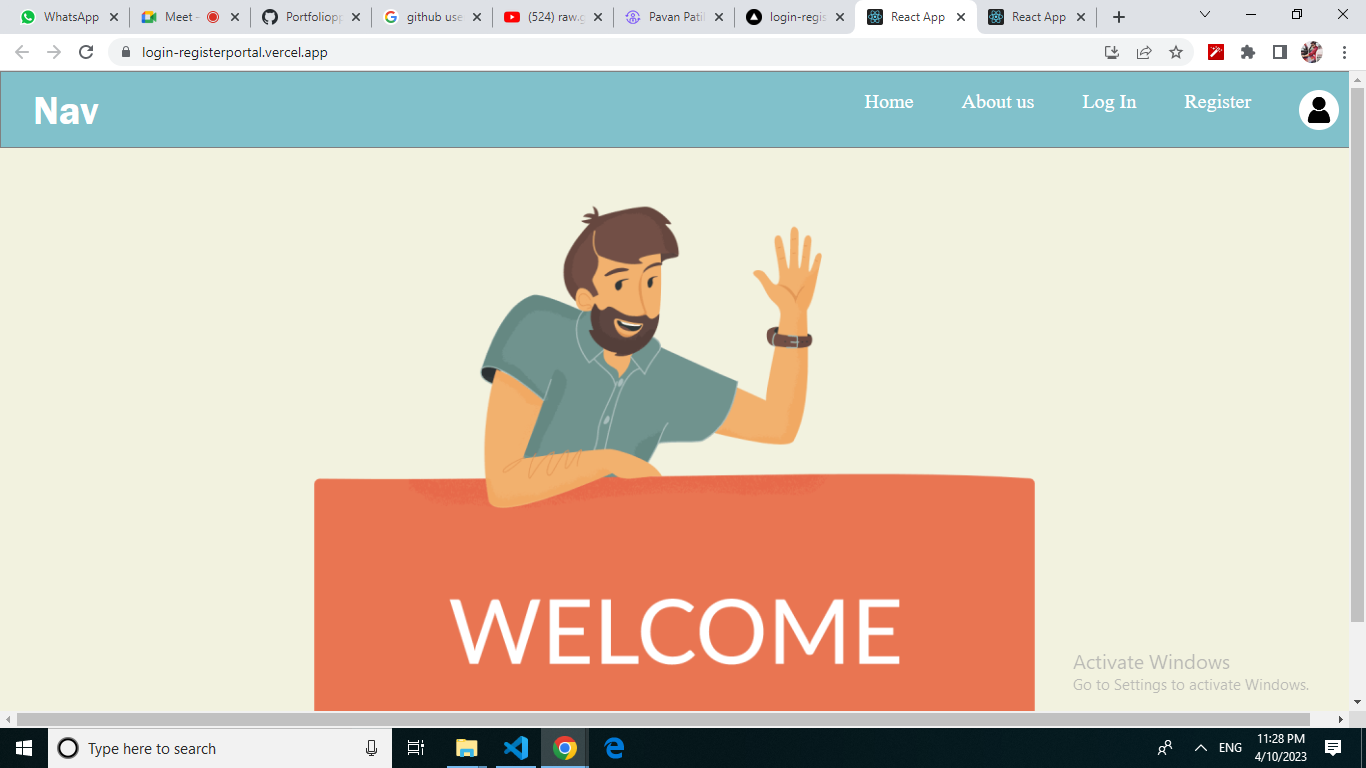 WhatsApp
Meet -
Portfoliopp
github use
(524) raw.g
Pavan Patil
login-regis
React App
React App
login-registerportal.vercel.app
Nav
Home
About us
Log In
Register
WELCOME
Activate Windows
Go to Settings to activate Windows.
Type here to search
ENG
11:28 PM
4/10/2023